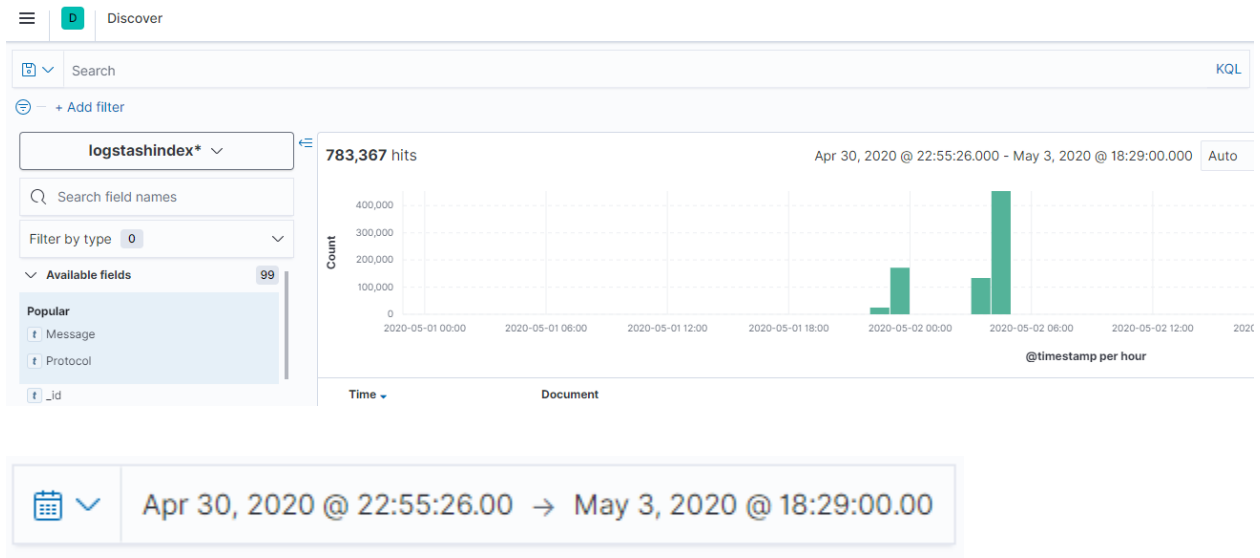 D Discover
Search KQL
+ Add filter
logstashindex*
783,367 hits Apr 30, 2020 @ 22:55:26.000 - May 3, 2020 @ 18:29:00.000 Auto
Search field names
Filter by type 0
Available fields 99
Popular
t Message
t Protocol
t _id
Count
400,000
300,000
200,000
100,000
0
2020-05-01 00:00 2020-05-01 06:00 2020-05-01 12:00 2020-05-01 18:00 2020-05-02 00:00 2020-05-02 06:00 2020-05-02 12:00 2020
@timestamp per hour
Time Document
Apr 30, 2020 @ 22:55:26.00 → May 3, 2020 @ 18:29:00.00